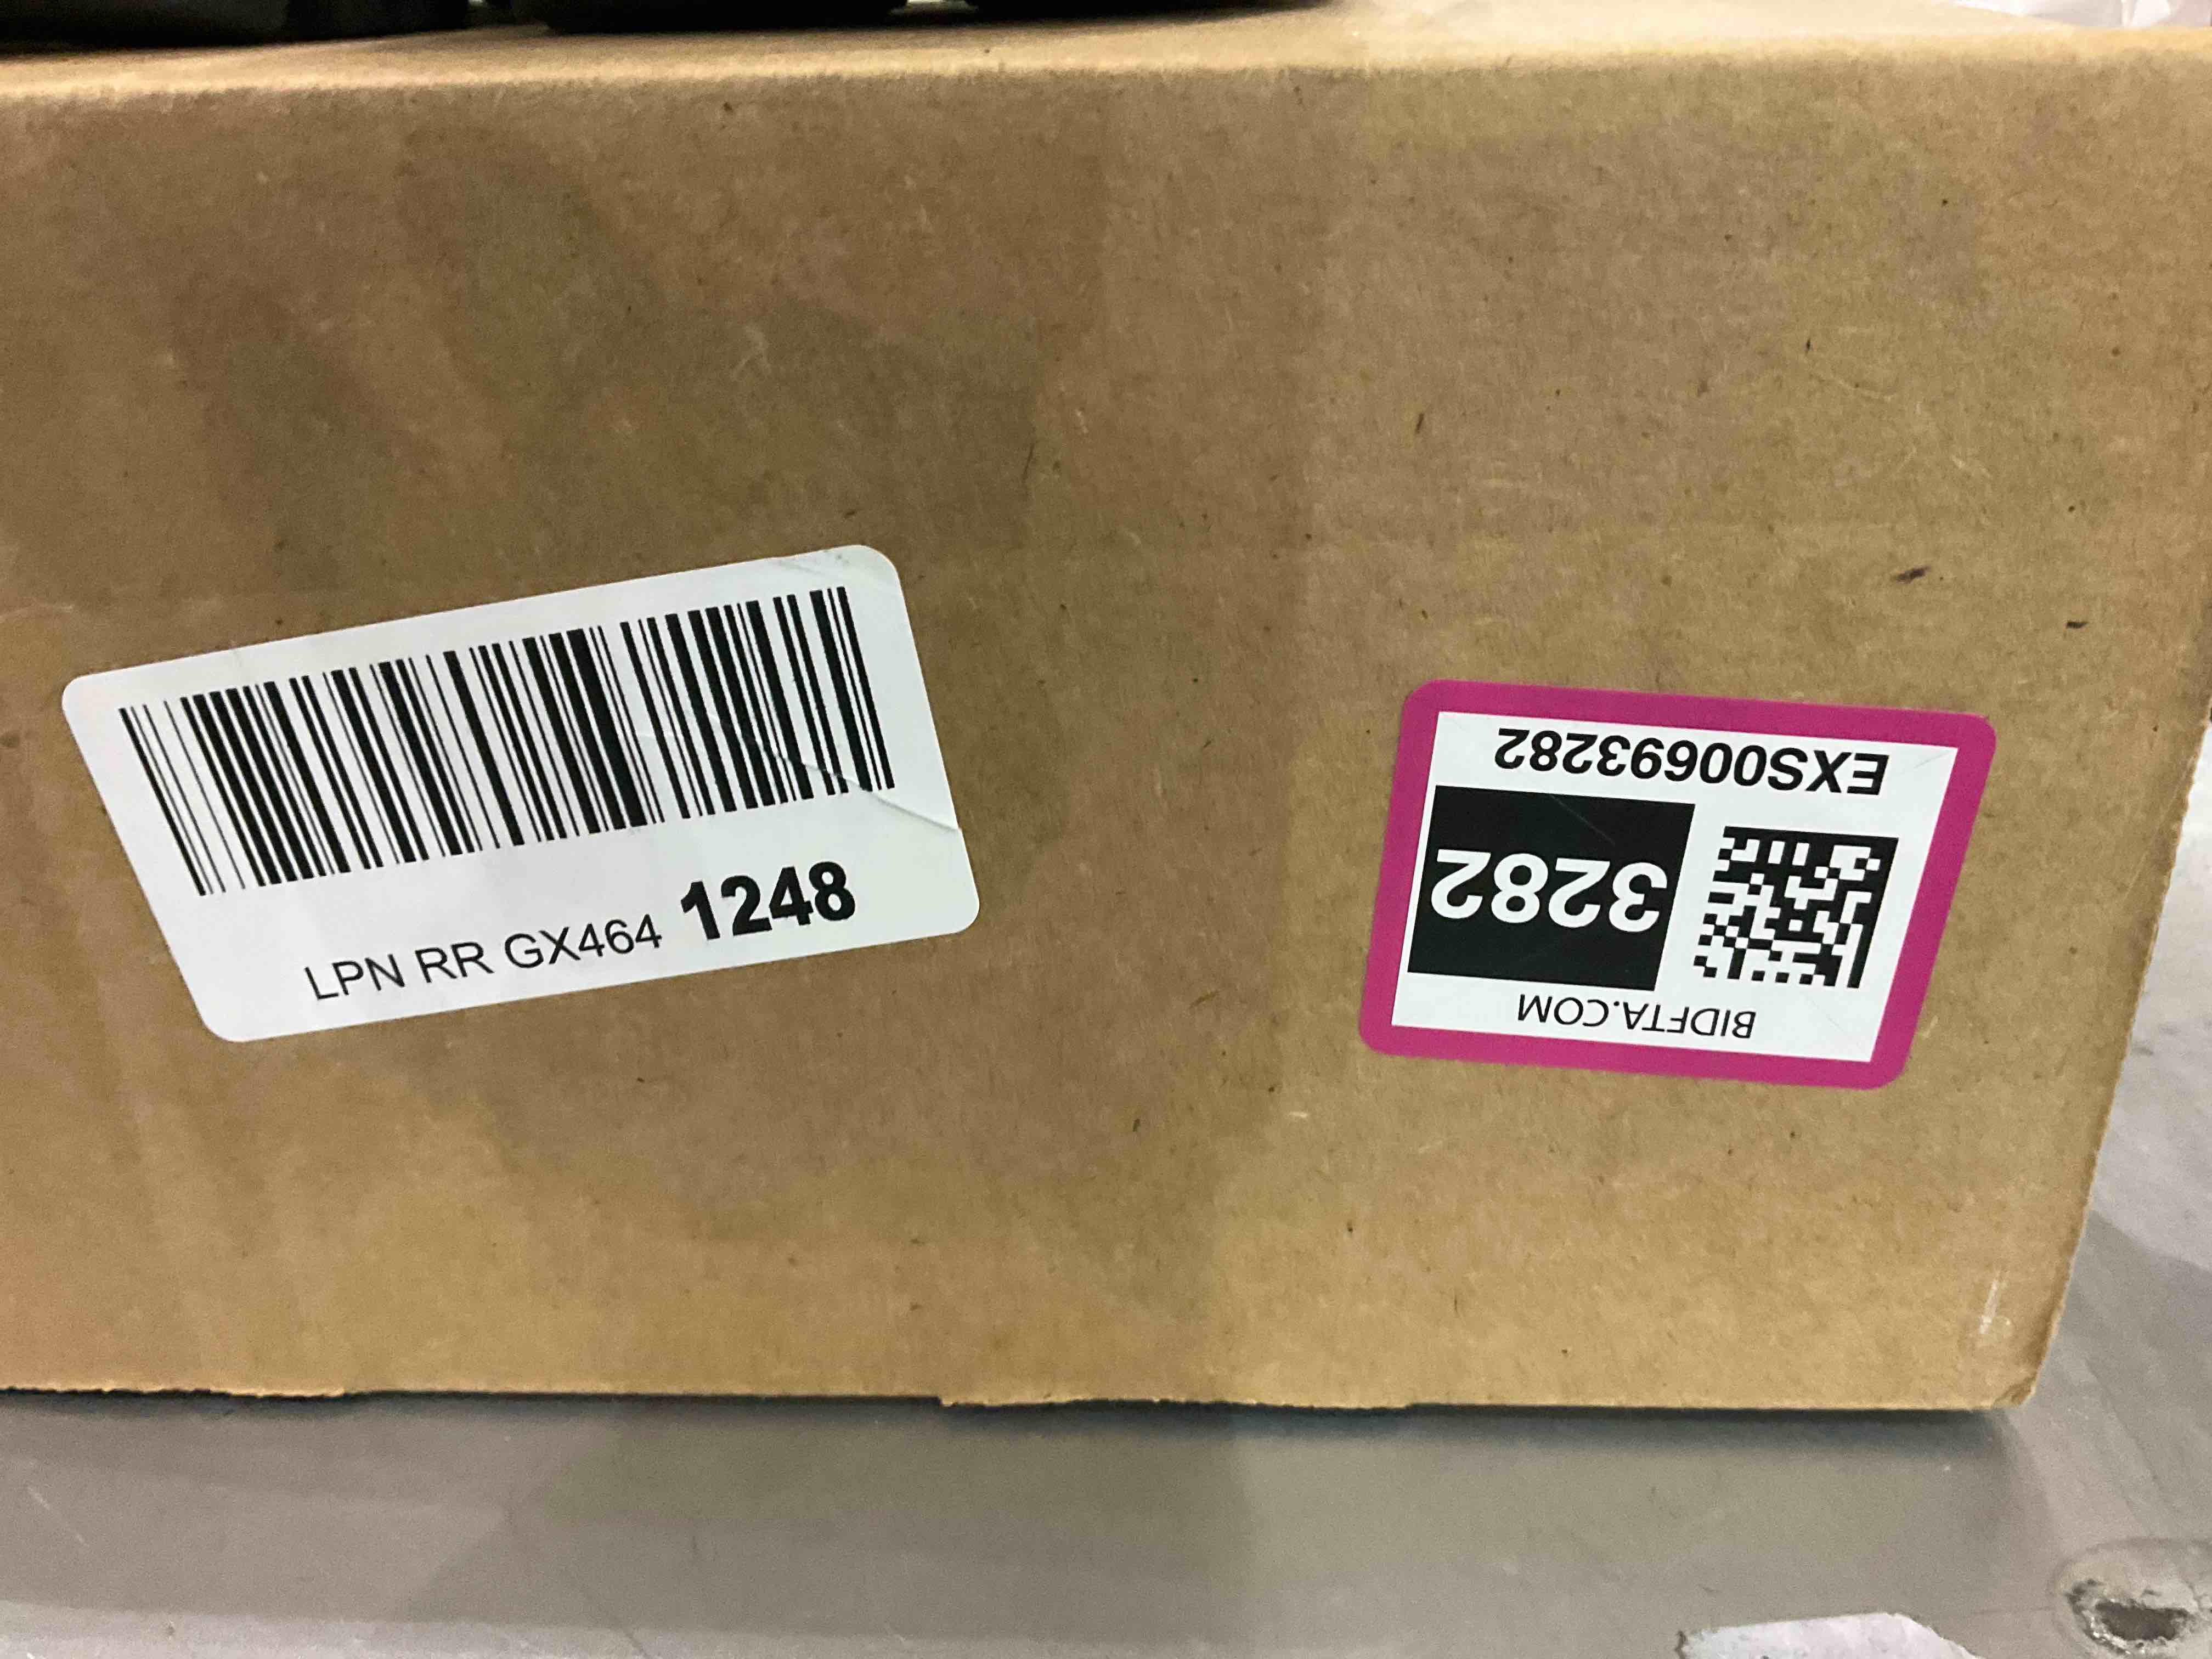 LPN RR GX464 1248
EXS00693282
3282
BIDFTA.COM